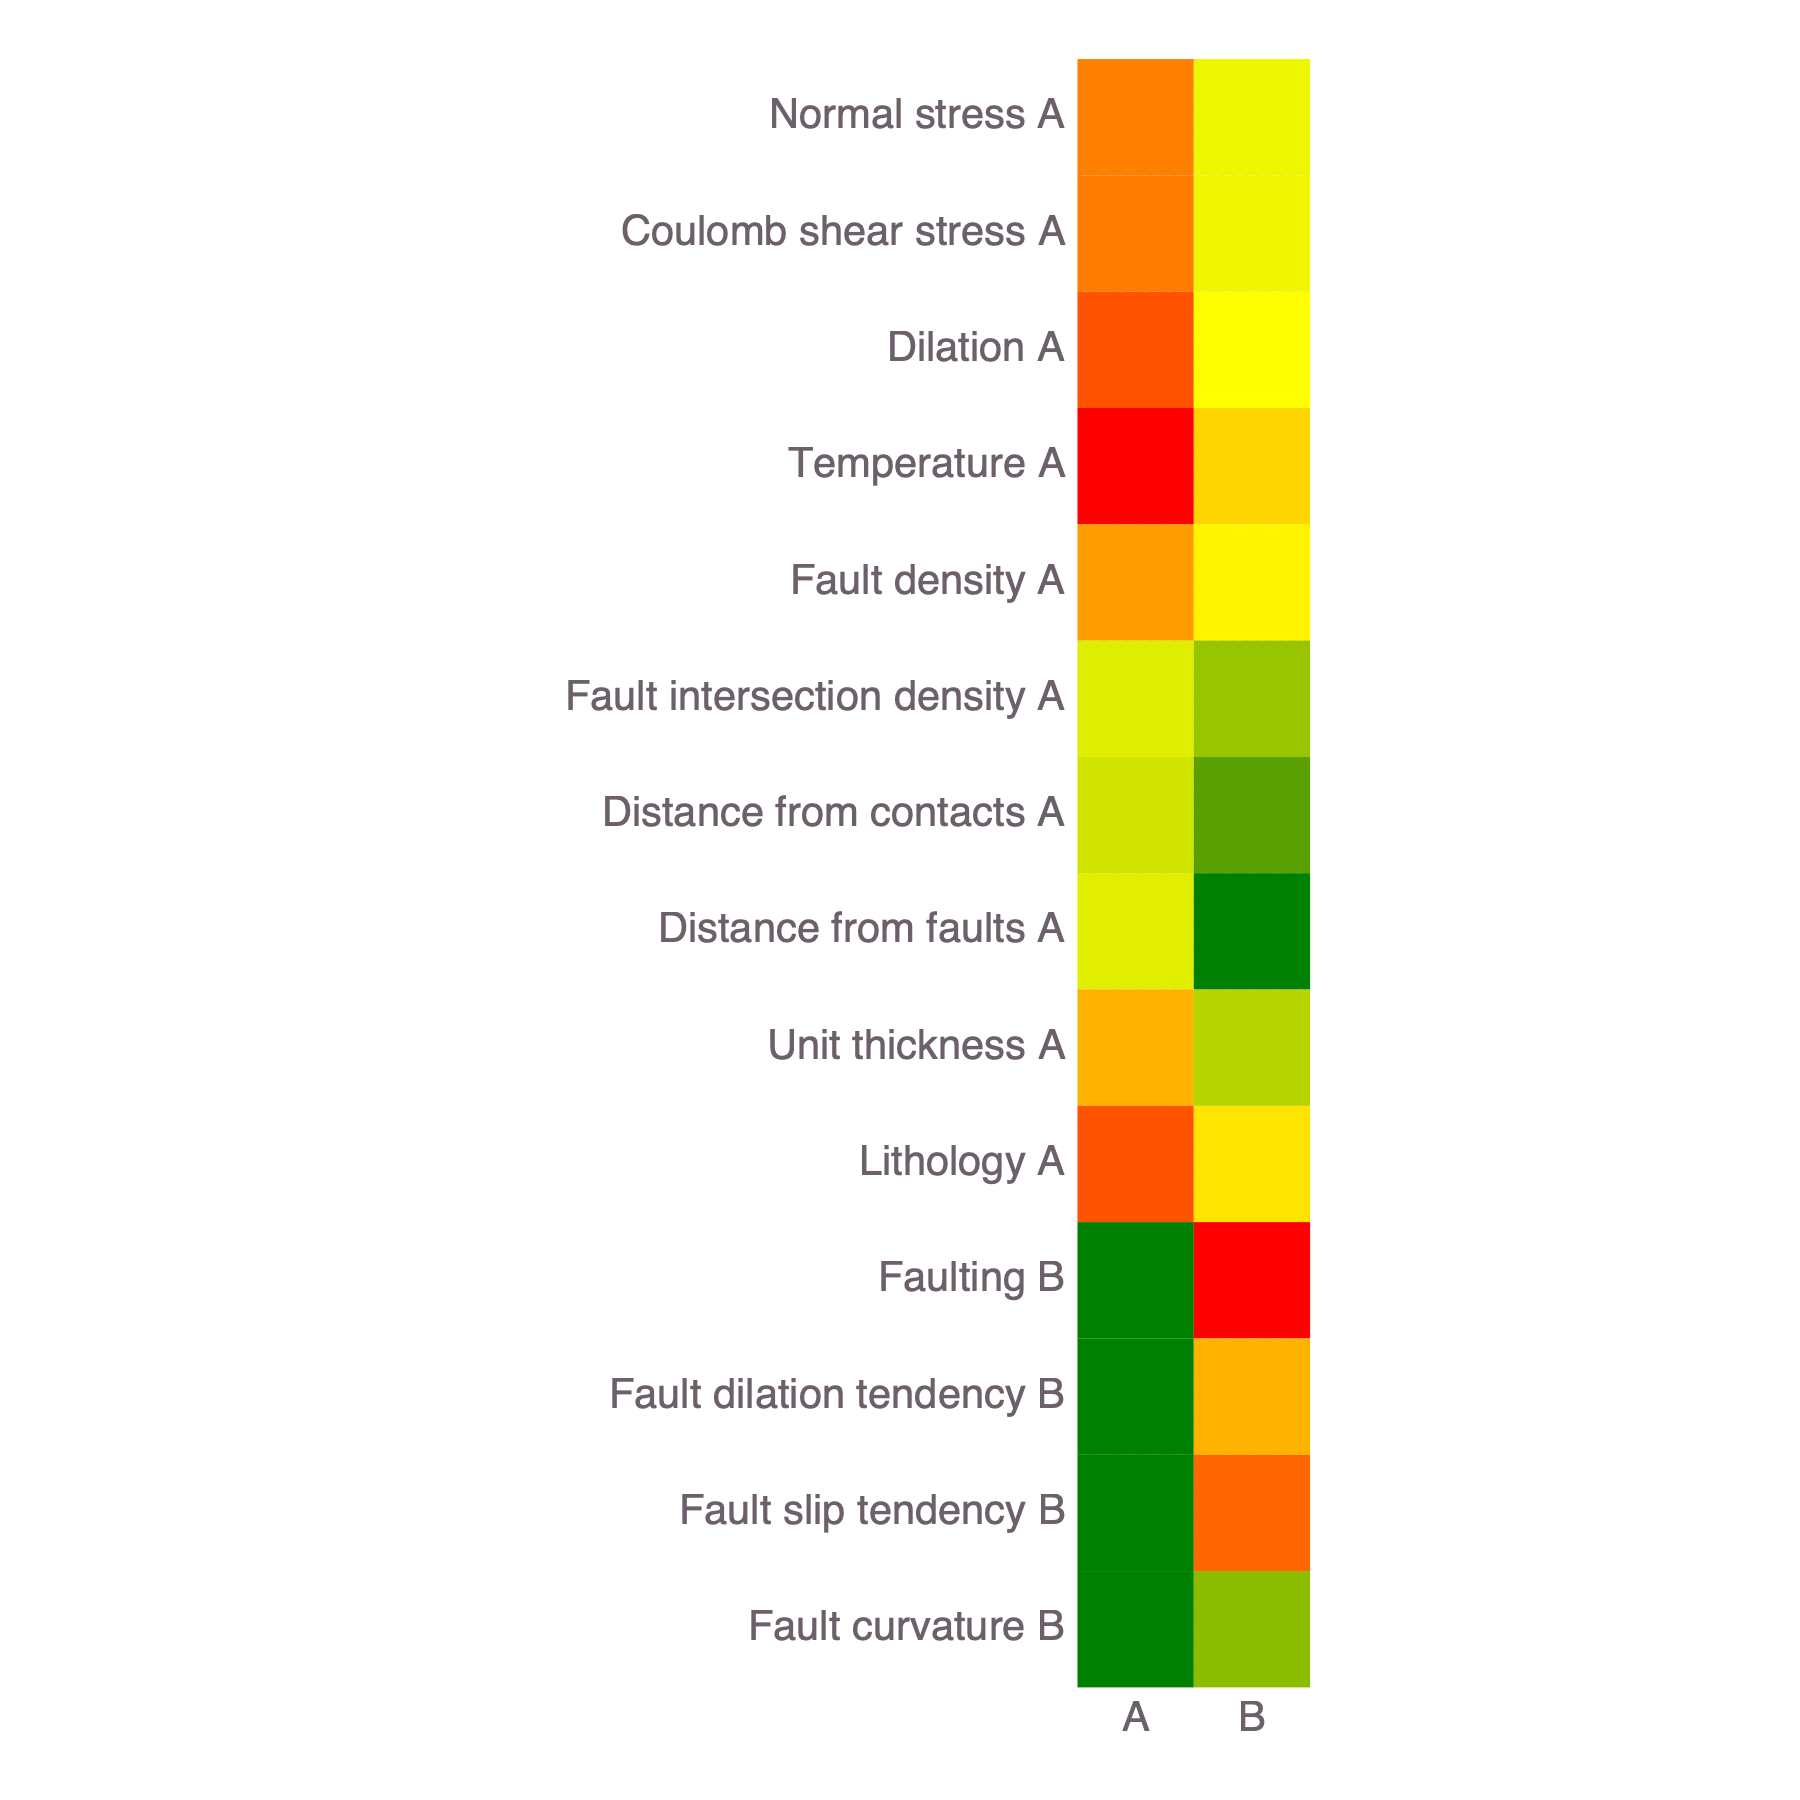 Normal stress A
Coulomb shear stress A
Dilation A
Temperature A
Fault density A
Fault intersection density A
Distance from contacts A
Distance from faults A
Unit thickness A
Lithology A
Faulting B
Fault dilation tendency B
Fault slip tendency B
Fault curvature B
A B